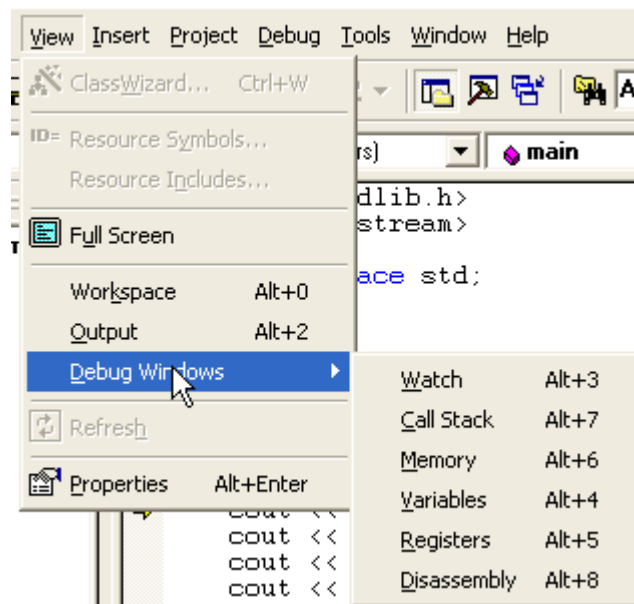 View Insert Project Debug Tools Window Help
ClassWizard... Ctrl+W
A
ID= Resource Symbols...
rs) main
Resource Includes...
dlib.h>
stream>
Full Screen
ace std;
Workspace Alt+0
Output Alt+2
Debug Windows
Watch Alt+3
Call Stack Alt+7
Refresh
Memory Alt+6
Properties Alt+Enter
Variables Alt+4
cout <<
Registers Alt+5
cout <<
cout <<
Disassembly Alt+8
cout <<